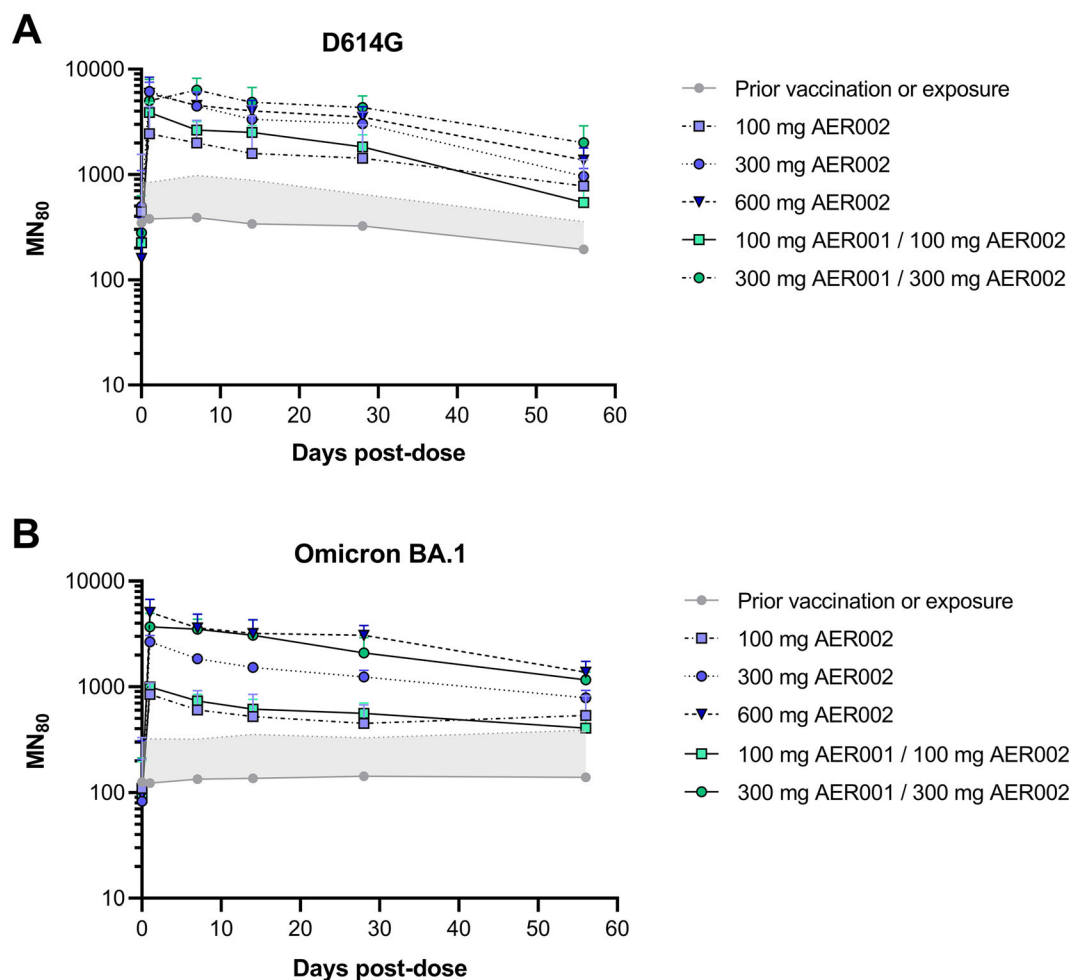 A
D614G
10000
1000
100
10
MN80
0 10 20 30 40 50 60
Days post-dose
Prior vaccination or exposure
100 mg AER002
300 mg AER002
600 mg AER002
100 mg AER001 / 100 mg AER002
300 mg AER001 / 300 mg AER002
B
Omicron BA.1
10000
1000
100
10
MN80
0 10 20 30 40 50 60
Days post-dose
Prior vaccination or exposure
100 mg AER002
300 mg AER002
600 mg AER002
100 mg AER001 / 100 mg AER002
300 mg AER001 / 300 mg AER002